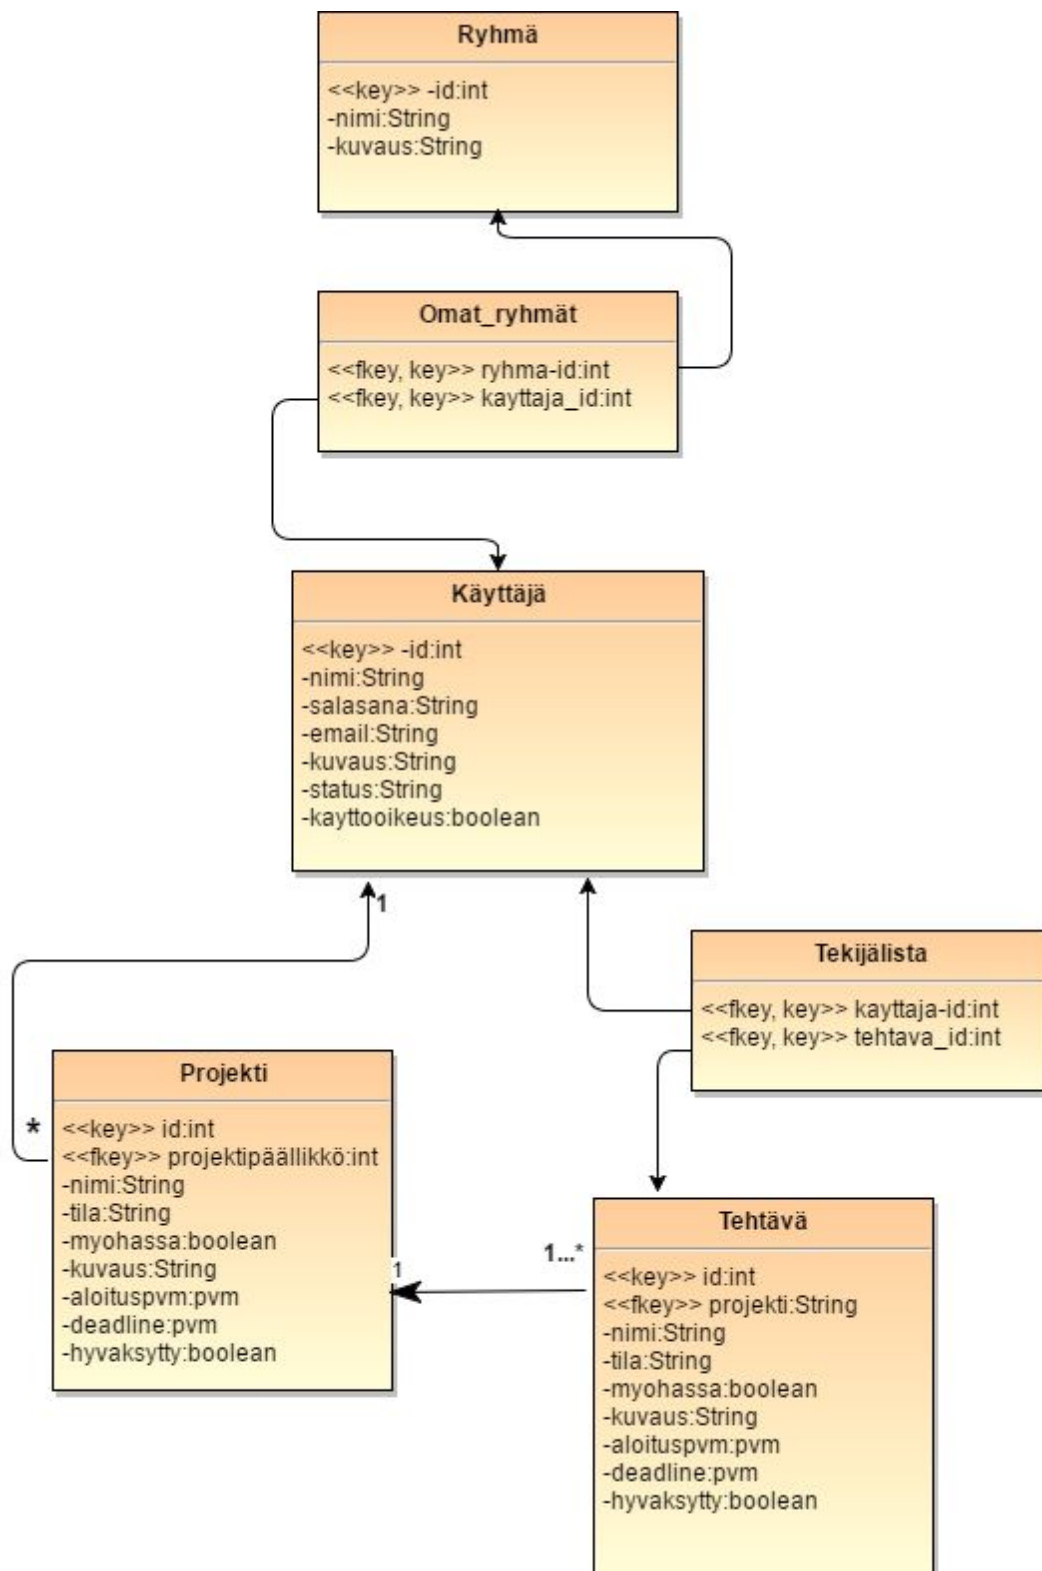 Ryhmä
<<key>> -id:int
-nimi:String
-kuvaus:String
Omat_ryhmät
<<fkey, key>> ryhma-id:int
<<fkey, key>> kayttaja_id:int
Käyttäjä
<<key>> -id:int
-nimi:String
-salasana:String
-email:String
-kuvaus:String
-status:String
-kayttooikeus:boolean
1
Tekijälista
<<fkey, key>> kayttaja-id:int
<<fkey, key>> tehtava_id:int
Projekti
*
<<key>> id:int
<<fkey>> projektipäällikkö:int
-nimi:String
-tila:String
-myohassa:boolean
-kuvaus:String
-aloituspvm:pvm
-deadline:pvm
-hyvaksytty:boolean
1
1...*
Tehtävä
<<key>> id:int
<<fkey>> projekti:String
-nimi:String
-tila:String
-myohassa:boolean
-kuvaus:String
-aloituspvm:pvm
-deadline:pvm
-hyvaksytty:boolean